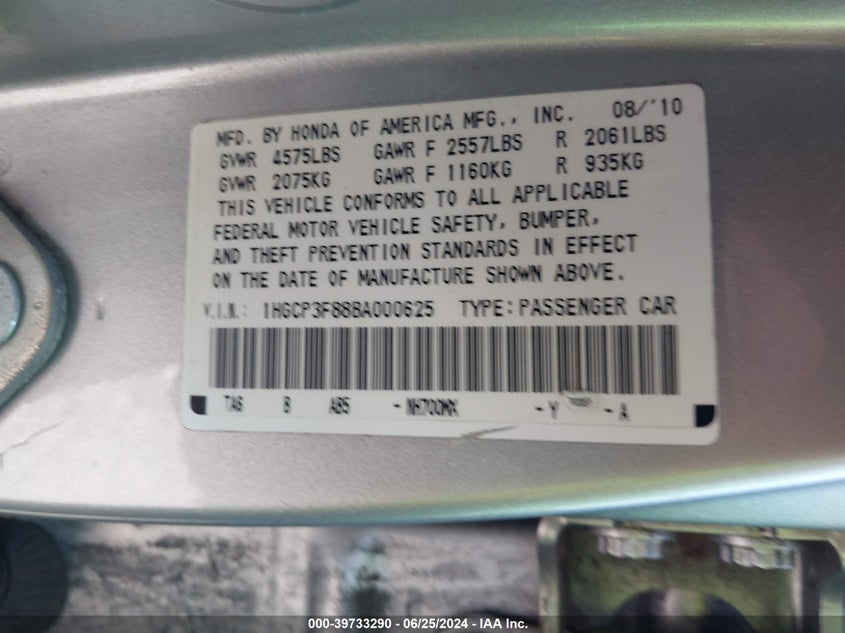 MFD. BY HONDA OF AMERICA MFG., INC. 08/'10
GVWR 4575LBS GAWR F 2557LBS R 2061LBS
GVWR 2075KG GAWR F 1160KG R 935KG
THIS VEHICLE CONFORMS TO ALL APPLICABLE
FEDERAL MOTOR VEHICLE SAFETY, BUMPER,
AND THEFT PREVENTION STANDARDS IN EFFECT
ON THE DATE OF MANUFACTURE SHOWN ABOVE.
V.I.N.: 1HGCP3F88BA000625 TYPE: PASSENGER CAR
TA6 B AB5 -NH700MX -Y -A
000-39733290 - 06/25/2024 - IAA Inc.